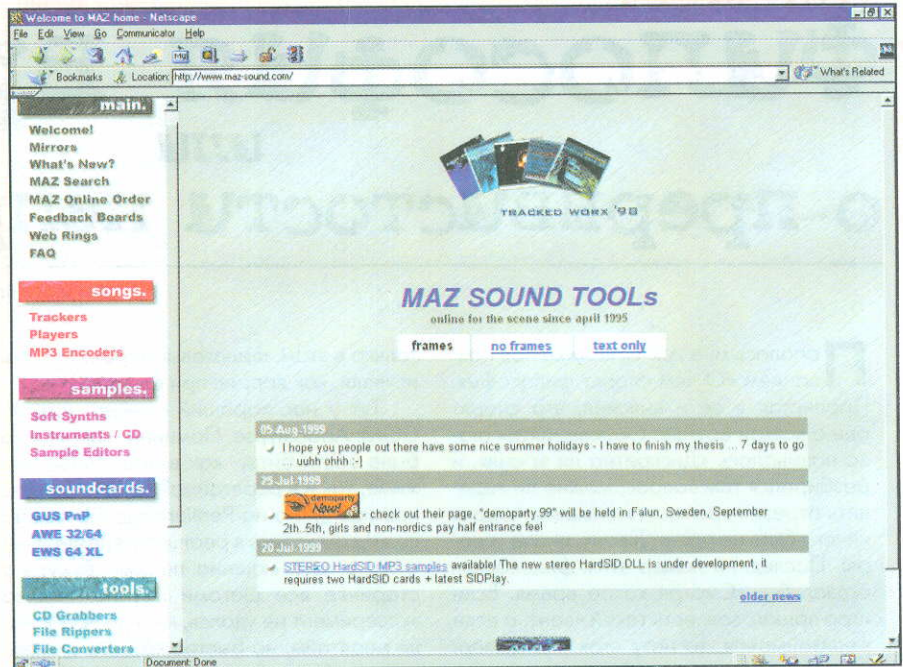 Welcome to MAZ home - Netscape
File Edit View Go Communicator Help
Bookmarks Location: http://www.maz-sound.com/ What's Related
main.
Welcome!
Mirrors
What's New?
MAZ Search
MAZ Online Order
Feedback Boards
Web Rings
FAQ
songs.
Trackers
Players
MP3 Encoders
samples.
Soft Synths
Instruments / CD
Sample Editors
soundcards.
GUS PnP
AWE 32/64
EWS 64 XL
tools.
CD Grabbers
File Rippers
File Converters
TRACKED WORX '98
MAZ SOUND TOOLs
online for the scene since april 1995
frames no frames text only
05-Aug-1999
I hope you people out there have some nice summer holidays - I have to finish my thesis ... 7 days to go
... uuhh ohhh :-]
25-Jul-1999
demoparty
Now!
- check out their page, "demoparty 99" will be held in Falun, Sweden, September
2th..5th, girls and non-nordics pay half entrance fee!
20-Jul-1999
STEREO HardSID MP3 samples available! The new stereo HardSID DLL is under development, it
requires two HardSID cards + latest SIDPlay.
older news
Document: Done